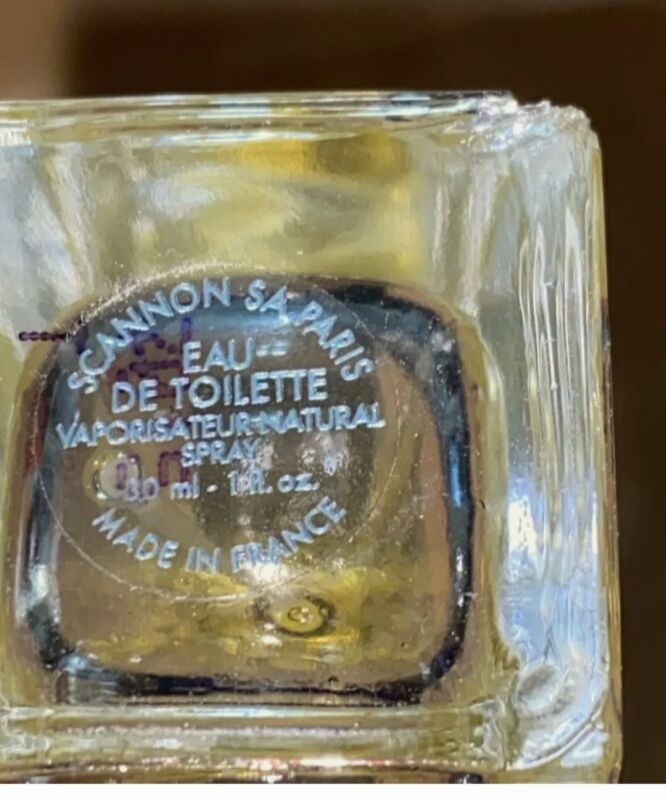 SCANNON SA-PARIS
EAU
DE TOILETTE
VAPORISATEUR-NATURAL
SPRAY
30 ml - 1 fl. oz.
MADE IN FRANCE